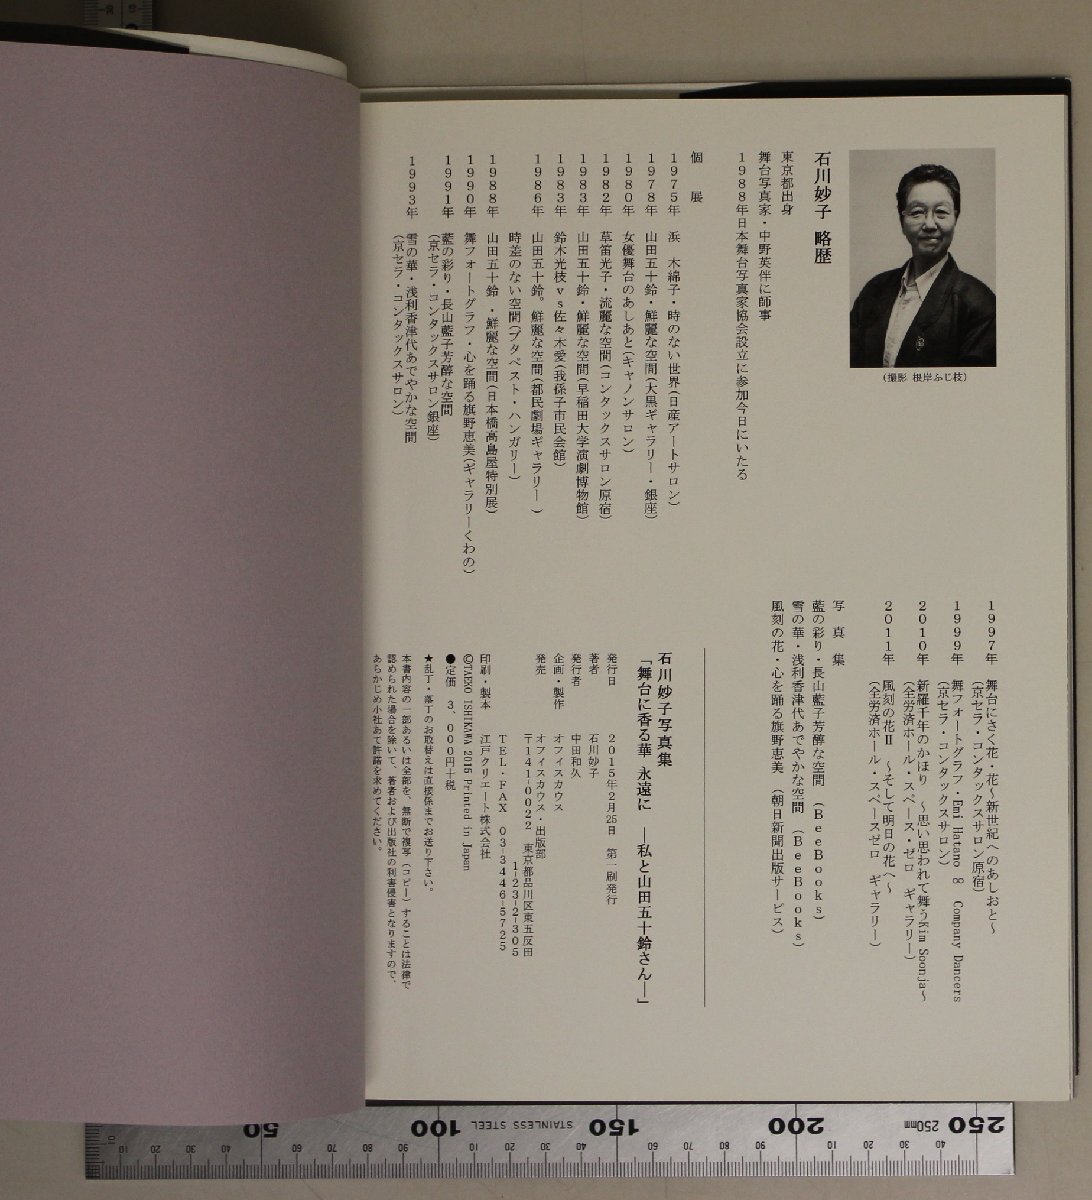 （撮影 根岸ふじ枝）
石川妙子 略歴
東京都出身
舞台写真家・中野英伴に師事
1988年日本舞台写真家協会設立に参加今日にいたる
個展
1975年 浜 木綿子・時のない世界（日産アートサロン）
1978年 山田五十鈴・鮮麗な空間（大黒ギャラリー・銀座）
1980年 女優舞台のあしあと（キャノンサロン）
1982年 草笛光子・流麗な空間（コンタックスサロン原宿）
1983年 山田五十鈴・鮮麗な空間（早稲田大学演劇博物館）
1983年 鈴木光枝vs佐々木愛（我孫子市民会館）
1986年 山田五十鈴。鮮麗な空間（都民劇場ギャラリー ）
時差のない空間（ブタペスト・ハンガリー）
1988年 山田五十鈴 ・鮮麗な空間（日本橋高島屋特別展）
1990年 舞フォートグラフ・心を踊る旗野恵美（ギャラリーくわの）
1991年 藍の彩り・長山藍子芳醇な空間
（京セラ・コンタックスサロン銀座）
1993年 雪の華・浅利香津代あでやかな空間
（京セラ・コンタックスサロン）
1997年 舞台にさく花・花～新世紀へのあしおと～
（京セラ・コンタックスサロン原宿）
1999年 舞フォートグラフ・Emi Hatano ∞ Company Dancers
（京セラ・コンタックスサロン）
2010年 新羅千年のかほり ～思い思われて舞うKim Soonja～
（全労済ホール・スペース・ゼロ ギャラリー）
2011年 風刻の花Ⅱ ～そして明日の花へ～
（全労済ホール・スペースゼロ ギャラリー）
写真集
藍の彩り・長山藍子芳醇な空間 （BeeBooks）
雪の華・浅利香津代あでやかな空間 （BeeBooks）
風刻の花・心を踊る旗野恵美 （朝日新聞出版サービス）
石川妙子写真集
「舞台に香る華 永遠に ―私と山田五十鈴さん―」
発行日 2015年2月25日 第一刷発行
著者 石川妙子
発行者 中田和久
企画・製作 オフィスカウス
発売 オフィスカウス・出版部
〒141-0022 東京都品川区東五反田
1-23-2-305
TEL・FAX 03-3446-5725
印刷・製本 江戸クリエート株式会社
©TAEKO ISHIKAWA 2015 Printed in Japan
●定価 3，000円＋税
★乱丁・落丁のお取替えは直接係までお送り下さい。
本書内容の一部あるいは全部を、無断で複写（コピー）することは法律で
認められた場合を除いて、著者および出版社の利害侵害となりますので、
あらかじめ小社あて許諾を求めてください。
50 100 STAINLESS STEEL 150 200 250mm 250